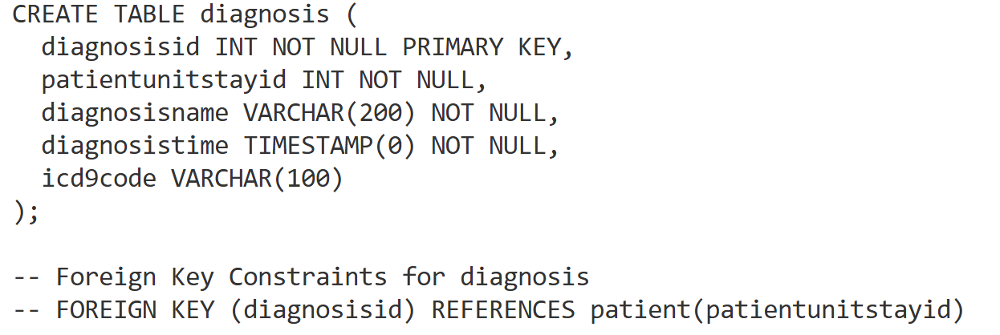 CREATE TABLE diagnosis (
  diagnosisid INT NOT NULL PRIMARY KEY,
  patientunitstayid INT NOT NULL,
  diagnosisname VARCHAR(200) NOT NULL,
  diagnosistime TIMESTAMP(0) NOT NULL,
  icd9code VARCHAR(100)
);
-- Foreign Key Constraints for diagnosis
-- FOREIGN KEY (diagnosisid) REFERENCES patient(patientunitstayid)